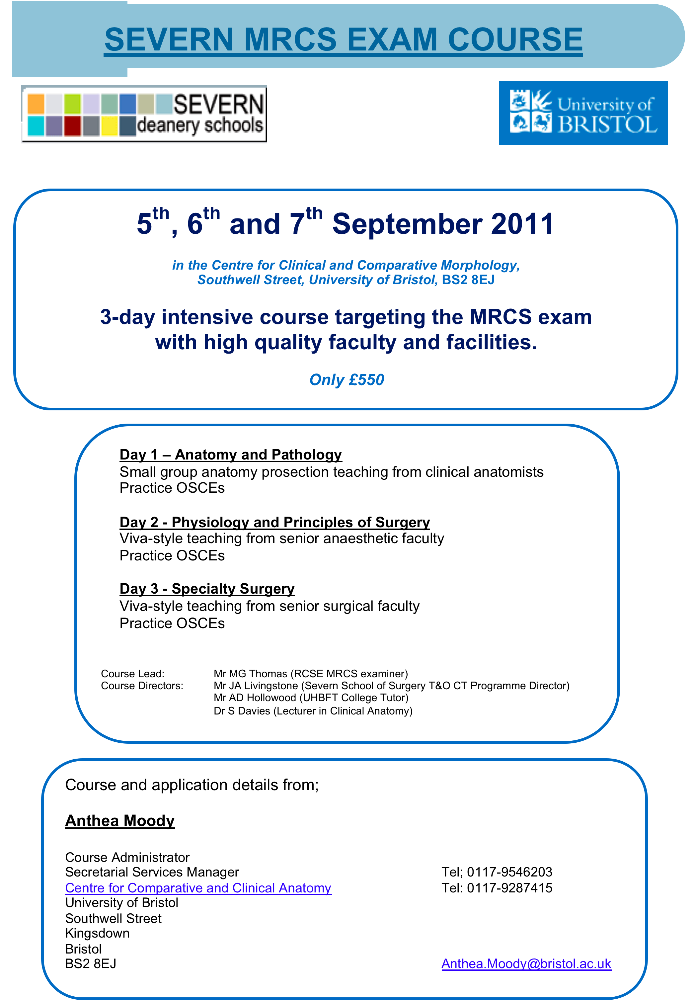 SEVERN MRCS EXAM COURSE
SEVERN
deanery schools
University of
BRISTOL
5th, 6th and 7th September 2011
in the Centre for Clinical and Comparative Morphology,
Southwell Street, University of Bristol, BS2 8EJ
3-day intensive course targeting the MRCS exam
with high quality faculty and facilities.
Only £550
Day 1 – Anatomy and Pathology
Small group anatomy prosection teaching from clinical anatomists
Practice OSCEs
Day 2 - Physiology and Principles of Surgery
Viva-style teaching from senior anaesthetic faculty
Practice OSCEs
Day 3 - Specialty Surgery
Viva-style teaching from senior surgical faculty
Practice OSCEs
Course Lead: Mr MG Thomas (RCSE MRCS examiner)
Course Directors: Mr JA Livingstone (Severn School of Surgery T&O CT Programme Director)
Mr AD Hollowood (UHBFT College Tutor)
Dr S Davies (Lecturer in Clinical Anatomy)
Course and application details from;
Anthea Moody
Course Administrator
Secretarial Services Manager Tel; 0117-9546203
Centre for Comparative and Clinical Anatomy Tel: 0117-9287415
University of Bristol
Southwell Street
Kingsdown
Bristol
BS2 8EJ Anthea.Moody@bristol.ac.uk